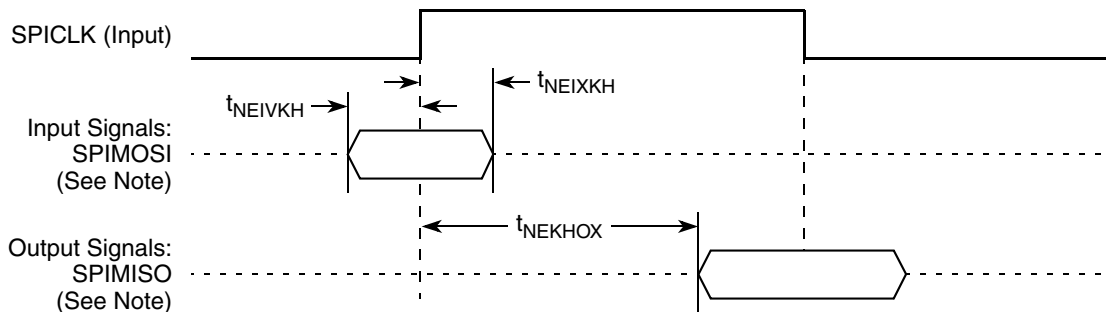 SPICLK (Input)
tNEIXKH
tNEIVKH
Input Signals:
SPIMOSI
(See Note)
tNEKHOX
Output Signals:
SPIMISO
(See Note)